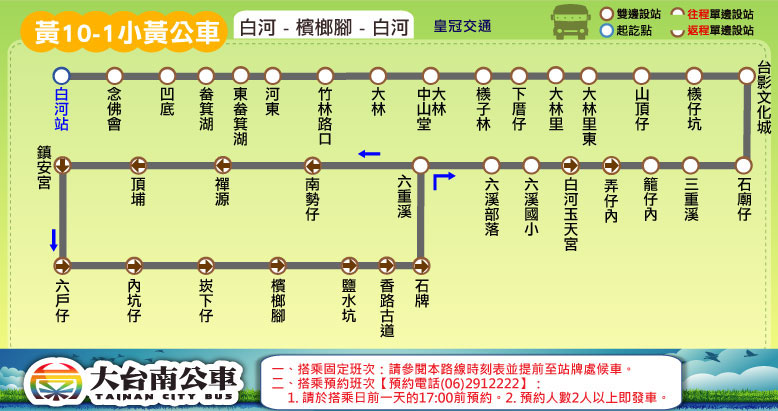 黃10-1小黃公車
白河 - 檳榔腳 - 白河
皇冠交通
雙邊設站
往程單邊設站
起訖點
返程單邊設站
白河站
念佛會
凹底
畚箕湖
東畚箕湖
河東
竹林路口
大林
大林中山堂
檨子林
下厝仔
大林里
大林里東
山頂仔
檨仔坑
台影文化城
石廟仔
三重溪
籠仔內
弄仔內
白河玉天宮
六溪國小
六溪部落
六重溪
南勢仔
禪源
頂埔
鎮安宮
六戶仔
內坑仔
崁下仔
檳榔腳
鹽水坑
香路古道
石牌
大台南公車
TAINAN CITY BUS
一、搭乘固定班次：請參閱本路線時刻表並提前至站牌處候車。
二、搭乘預約班次【預約電話(06)2912222】：
1. 請於搭乘日前一天的17:00前預約。2. 預約人數2人以上即發車。